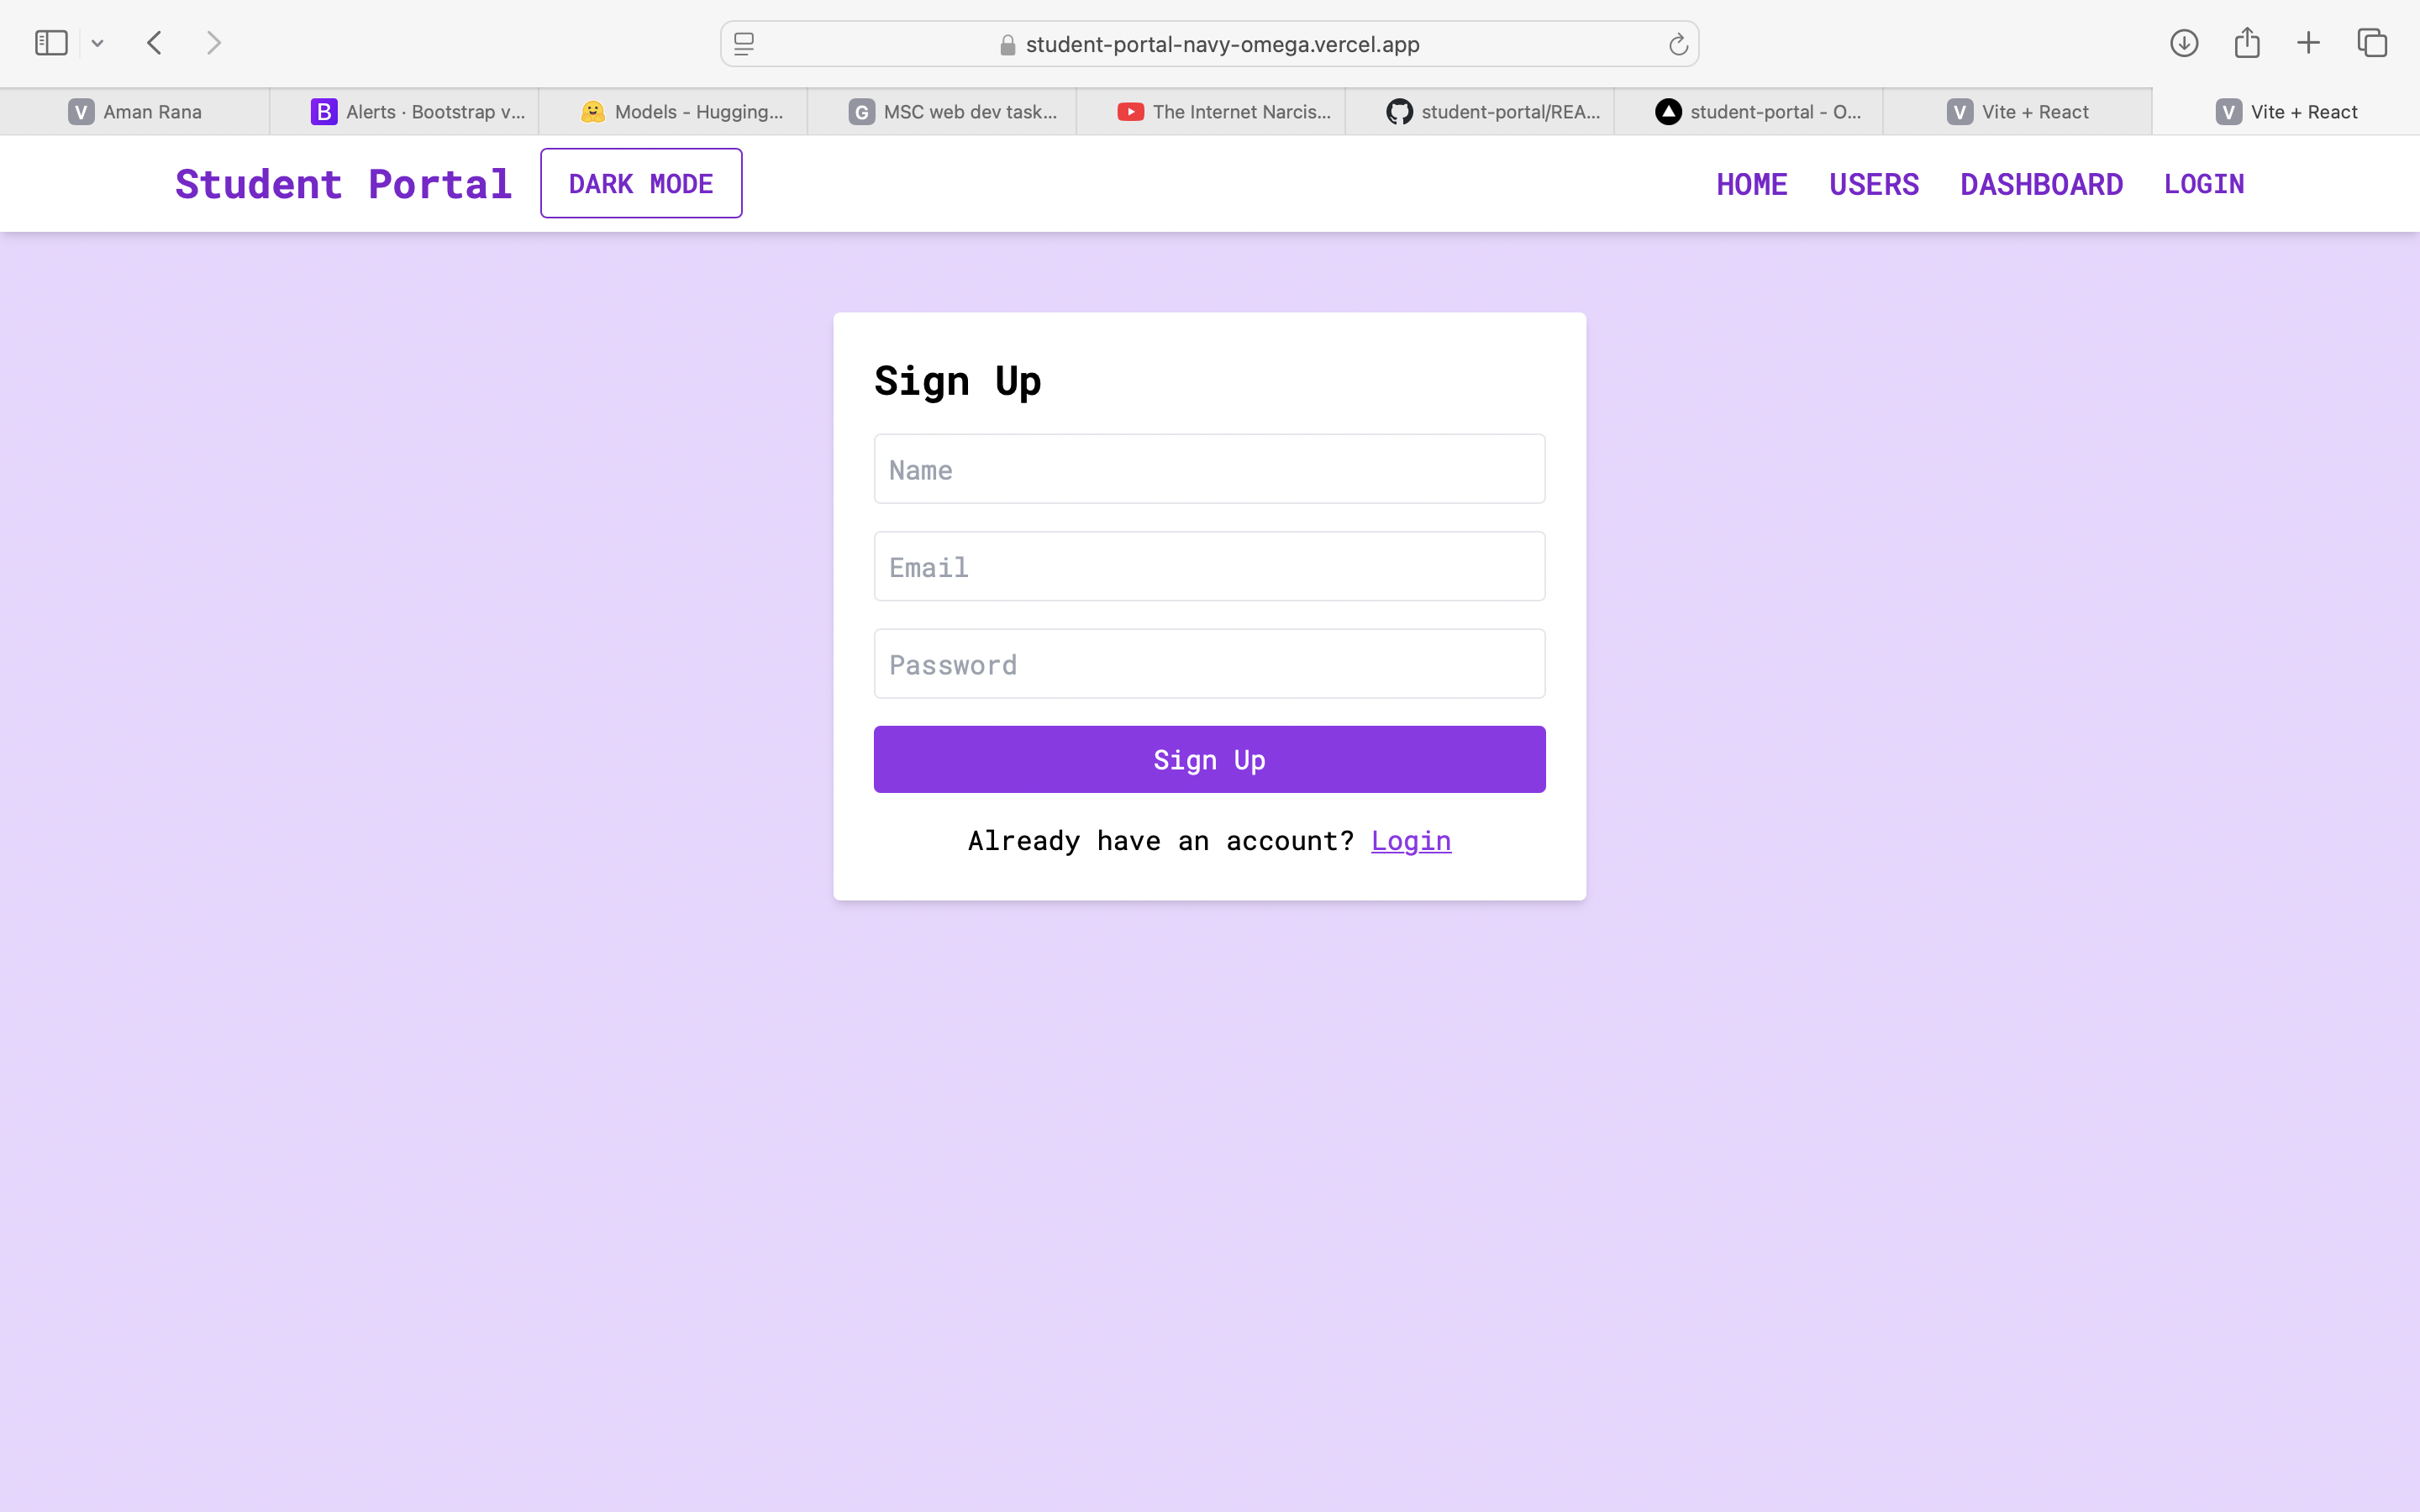 student-portal-navy-omega.vercel.app
V Aman Rana
B Alerts · Bootstrap v...
Models - Hugging...
G MSC web dev task...
The Internet Narcis...
student-portal/REA...
student-portal - O...
V Vite + React
V Vite + React
Student Portal
DARK MODE
HOME
USERS
DASHBOARD
LOGIN
Sign Up
Name
Email
Password
Sign Up
Already have an account? Login